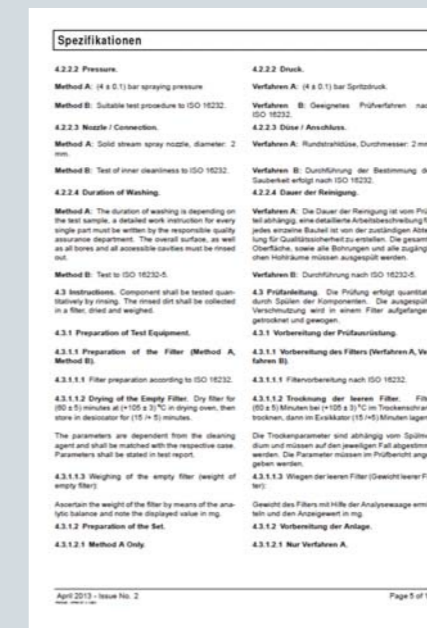 Spezifikationen
4.2.2.2 Pressure.
Method A: (4 ± 0.1) bar spraying pressure
Method B: Suitable test procedure to ISO 16232.
4.2.2.3 Nozzle / Connection.
Method A: Solid stream spray nozzle, diameter: 2
mm.
Method B: Test of inner cleanliness to ISO 16232.
4.2.2.4 Duration of Washing.
Method A: The duration of washing is depending on
the test sample, a detailed work instruction for every
single part must be written by the responsible quality
assurance department. The overall surface, as well
as all bores and all accessible cavities must be rinsed
out.
Method B: Test to ISO 16232-5.
4.3 Instructions. Component shall be tested quan-
titatively by rinsing. The rinsed dirt shall be collected
in a filter, dried and weighed.
4.3.1 Preparation of Test Equipment.
4.3.1.1 Preparation of the Filter (Method A,
Method B).
4.3.1.1.1 Filter preparation according to ISO 16232.
4.3.1.1.2 Drying of the Empty Filter. Dry filter for
(60 ± 5) minutes at (+105 ± 3) °C in drying oven, then
store in desiccator for (15 /+ 5) minutes.
The parameters are dependent from the cleaning
agent and shall be matched with the respective case.
Parameters shall be stated in test report.
4.3.1.1.3 Weighing of the empty filter (weight of
empty filter):
Ascertain the weight of the filter by means of the ana-
lytic balance and note the displayed value in mg.
4.3.1.2 Preparation of the Set.
4.3.1.2.1 Method A Only.
4.2.2.2 Druck.
Verfahren A: (4 ± 0.1) bar Spritzdruck.
Verfahren B: Geeignetes Prüfverfahren nac
ISO 16232.
4.2.2.3 Düse / Anschluss.
Verfahren A: Rundstrahldüse, Durchmesser: 2 mm
Verfahren B: Durchführung der Bestimmung de
Sauberkeit erfolgt nach ISO 16232.
4.2.2.4 Dauer der Reinigung.
Verfahren A: Die Dauer der Reinigung ist vom Prü
teil abhängig, eine detaillierte Arbeitsbeschreibung f
jedes einzelne Bauteil ist von der zuständigen Abte
lung für Qualitätssicherheit zu erstellen. Die gesamt
Oberfläche, sowie alle Bohrungen und alle zugäng
chen Hohlräume müssen ausgespült werden.
Verfahren B: Durchführung nach ISO 16232-5.
4.3 Prüfanleitung. Die Prüfung erfolgt quantitat
durch Spülen der Komponenten. Die ausgespül
Verschmutzung wird in einem Filter aufgefange
getrocknet und gewogen.
4.3.1 Vorbereitung der Prüfausrüstung.
4.3.1.1 Vorbereitung des Filters (Verfahren A, Ve
fahren B).
4.3.1.1.1 Filtervorbereitung nach ISO 16232.
4.3.1.1.2 Trocknung der leeren Filter. Filt
(60 ± 5) Minuten bei (+105 ± 3) °C im Trockenschran
trocknen, dann im Exsikkator (15 /+5) Minuten lagern
Die Trockenparameter sind abhängig vom Spülme
dium und müssen auf den jeweiligen Fall abgestimm
werden. Die Parameter müssen im Prüfbericht ange
geben werden.
4.3.1.1.3 Wiegen der leeren Filter (Gewicht leerer Fi
ter):
Gewicht des Filters mit Hilfe der Analysewaage ermi
teln und den Anzeigewert in mg.
4.3.1.2 Vorbereitung der Anlage.
4.3.1.2.1 Nur Verfahren A.
April 2013 - Issue No. 2
Page 5 of 1